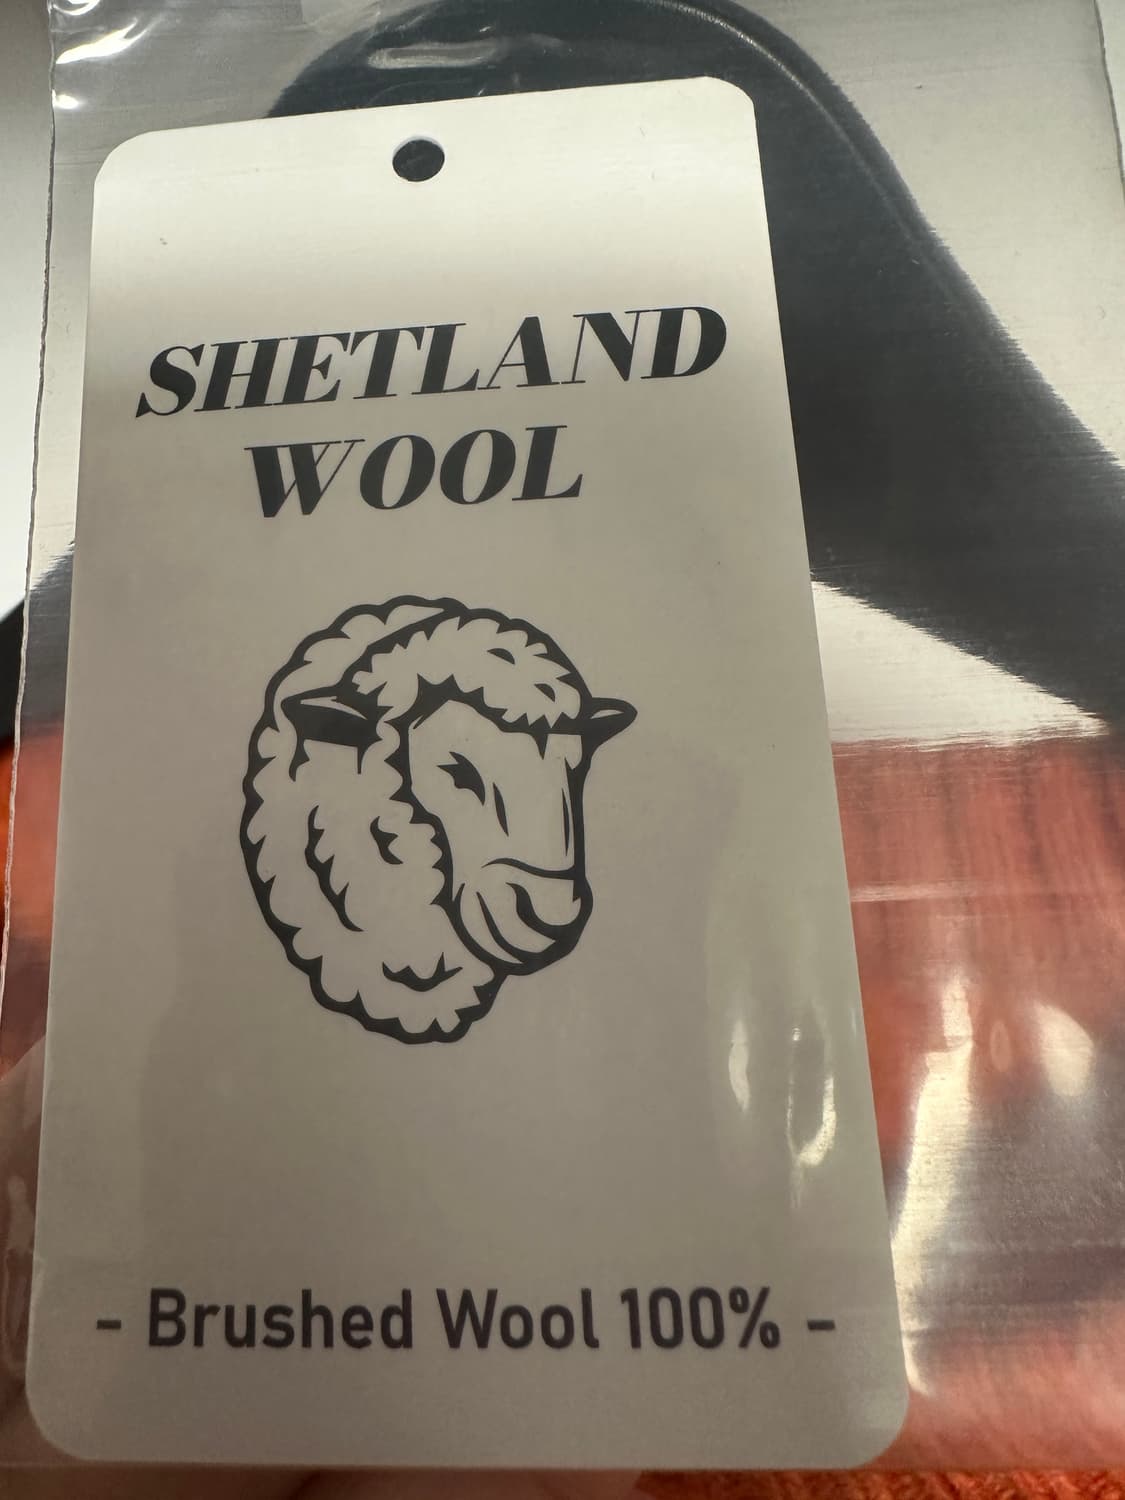 SHETLAND
WOOL
- Brushed Wool 100% -